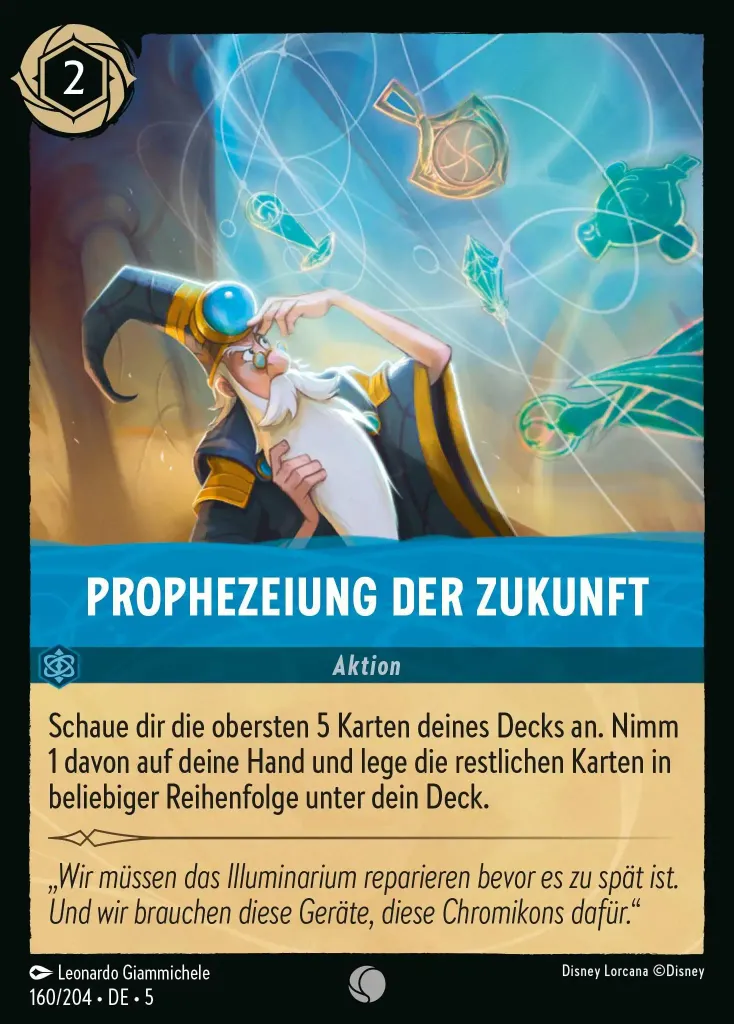 2
PROPHEZEIUNG DER ZUKUNFT
Aktion
Schaue dir die obersten 5 Karten deines Decks an. Nimm
1 davon auf deine Hand und lege die restlichen Karten in
beliebiger Reihenfolge unter dein Deck.
„Wir müssen das Illuminarium reparieren bevor es zu spät ist.
Und wir brauchen diese Geräte, diese Chromikons dafür.“
Leonardo Giammichele
Disney Lorcana ©Disney
160/204 • DE • 5